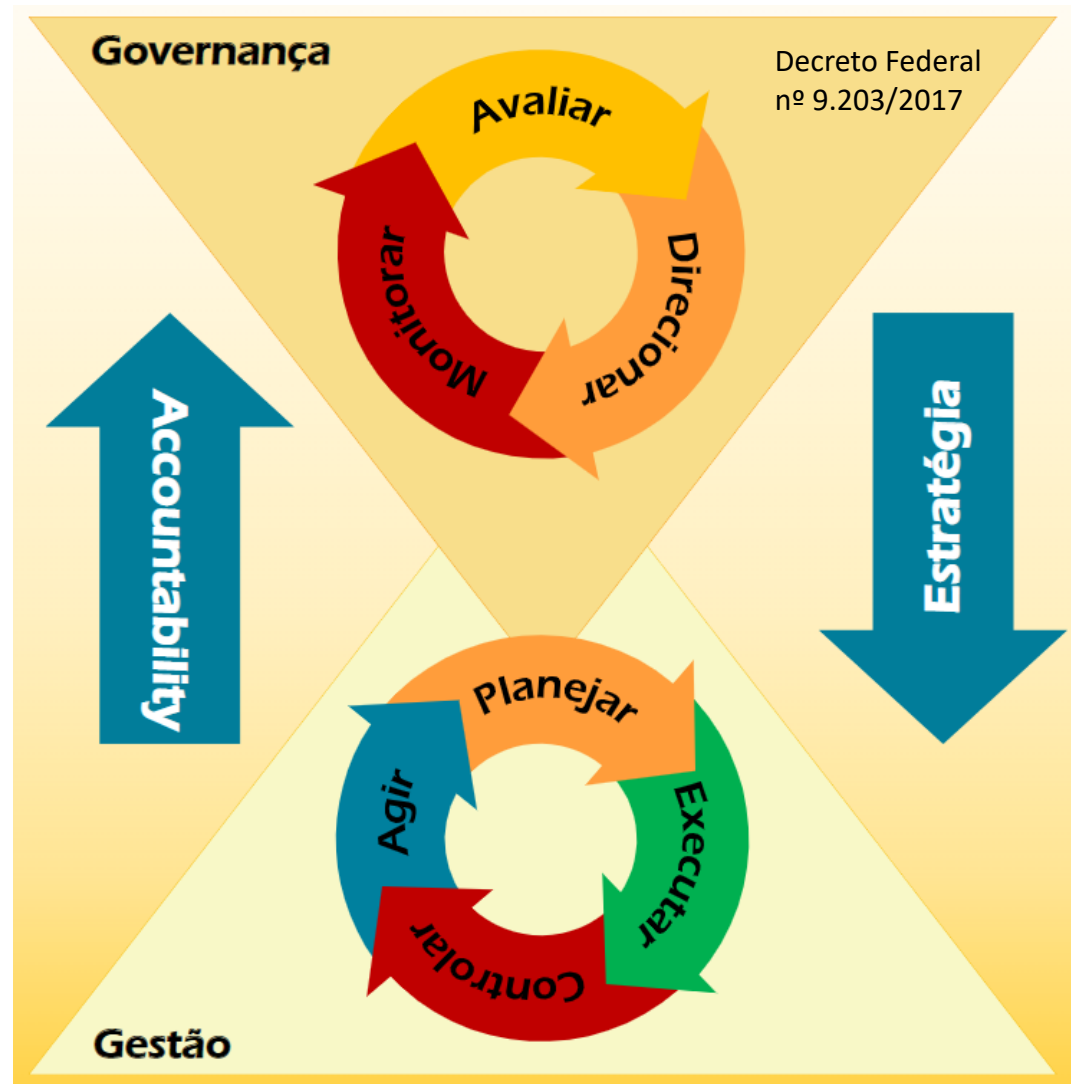 Governança
Decreto Federal
nº 9.203/2017
Avaliar
Direcionar
Monitorar
Accountability
Estratégia
Planejar
Executar
Controlar
Agir
Gestão